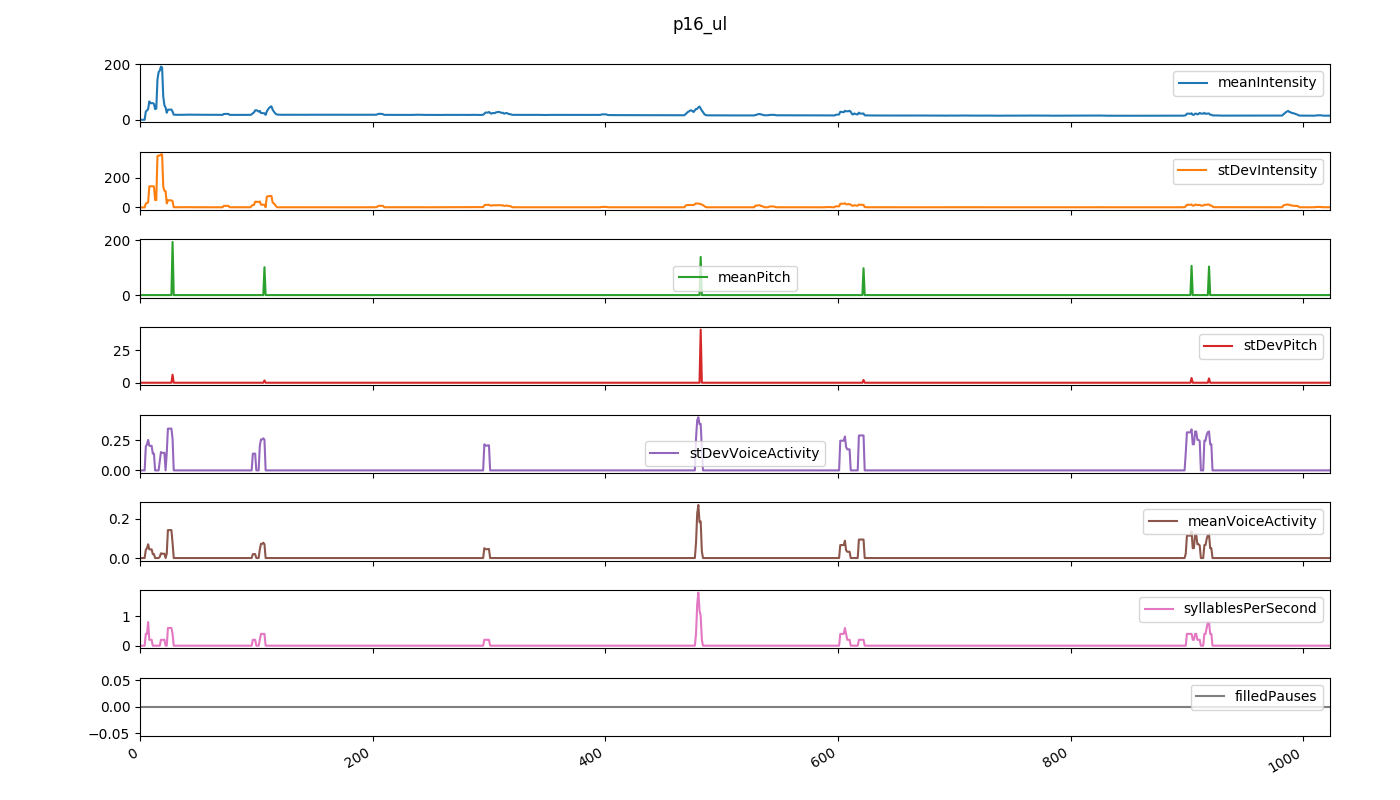 p16_ul
200
0
meanIntensity
200
0
stDevIntensity
200
0
meanPitch
25
0
stDevPitch
0.25
0.00
stDevVoiceActivity
0.2
0.0
meanVoiceActivity
1
0
syllablesPerSecond
0.05
0.00
−0.05
filledPauses
0 200 400 600 800 1000